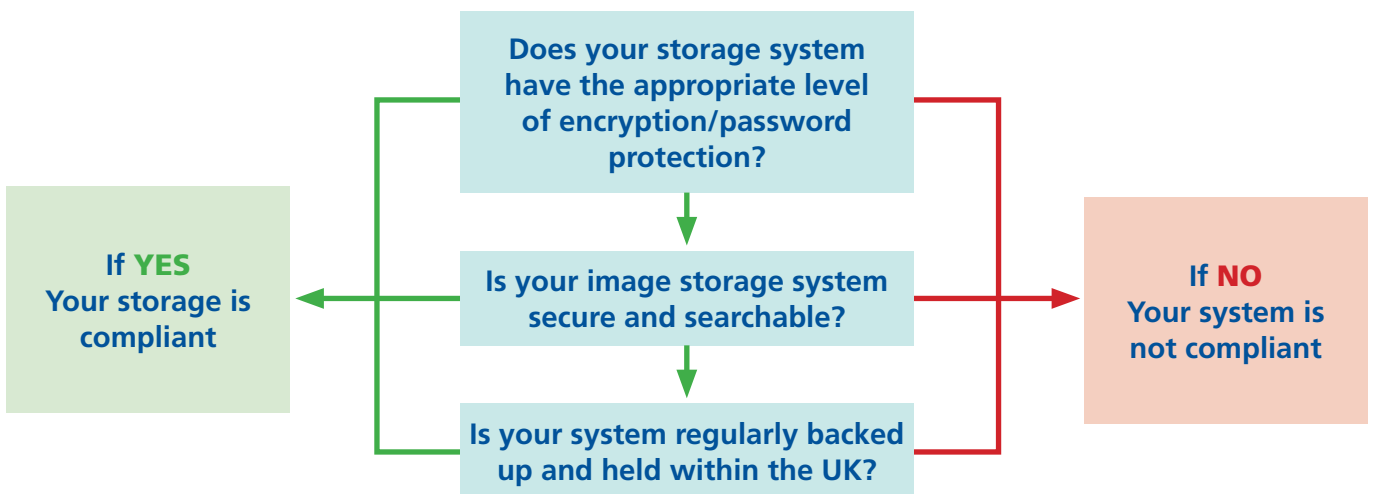 Does your storage system
have the appropriate level
of encryption/password
protection?
If YES
Your storage is
compliant
Is your image storage system
secure and searchable?
If NO
Your system is
not compliant
Is your system regularly backed
up and held within the UK?